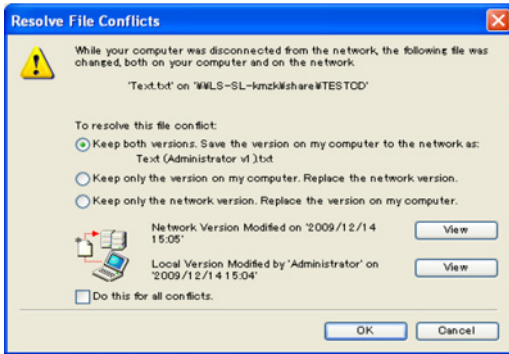 Resolve File Conflicts
While your computer was disconnected from the network, the following file was
changed, both on your computer and on the network
'Text.txt' on '¥¥LS-SL-kmzk¥share¥TESTOD'
To resolve this file conflict:
Keep both versions. Save the version on my computer to the network as:
Text (Administrator v1 ).txt
Keep only the version on my computer. Replace the network version.
Keep only the network version. Replace the version on my computer.
Network Version Modified on '2009/12/14
15:05'
View
Local Version Modified by 'Administrator' on
'2009/12/14 15:04'
View
Do this for all conflicts.
OK
Cancel